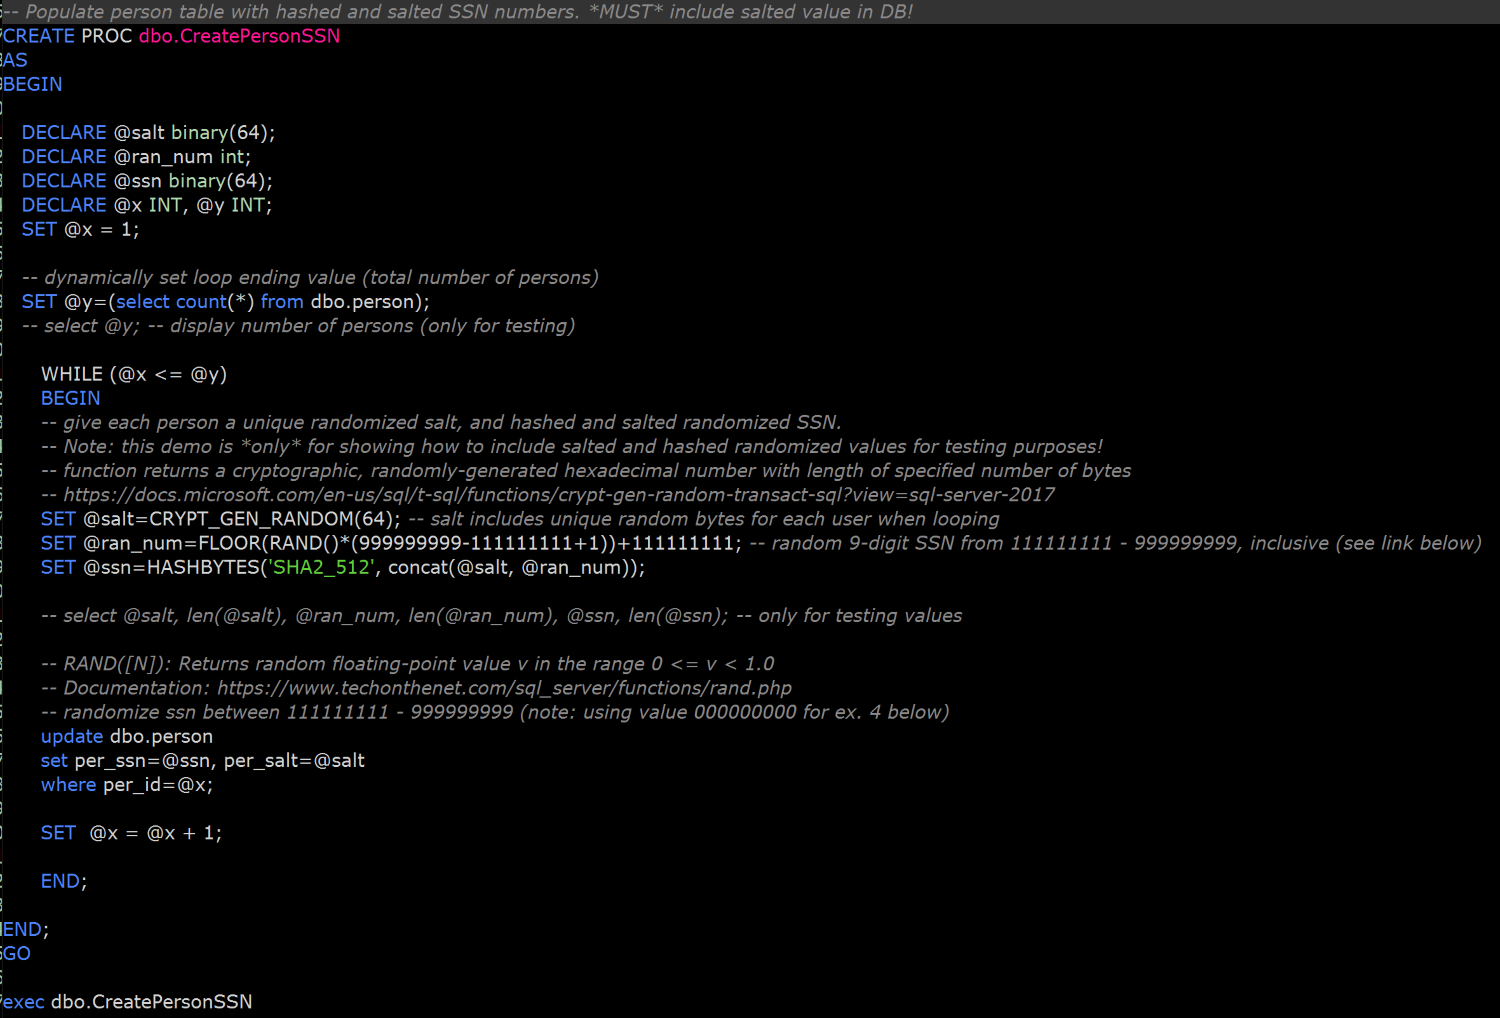 -- Populate person table with hashed and salted SSN numbers. *MUST* include salted value in DB!
CREATE PROC dbo.CreatePersonSSN
AS
BEGIN
DECLARE @salt binary(64);
DECLARE @ran_num int;
DECLARE @ssn binary(64);
DECLARE @x INT, @y INT;
SET @x = 1;
-- dynamically set loop ending value (total number of persons)
SET @y=(select count(*) from dbo.person);
-- select @y; -- display number of persons (only for testing)
WHILE (@x <= @y)
BEGIN
-- give each person a unique randomized salt, and hashed and salted randomized SSN.
-- Note: this demo is *only* for showing how to include salted and hashed randomized values for testing purposes!
-- function returns a cryptographic, randomly-generated hexadecimal number with length of specified number of bytes
-- https://docs.microsoft.com/en-us/sql/t-sql/functions/crypt-gen-random-transact-sql?view=sql-server-2017
SET @salt=CRYPT_GEN_RANDOM(64); -- salt includes unique random bytes for each user when looping
SET @ran_num=FLOOR(RAND()*(999999999-111111111+1))+111111111; -- random 9-digit SSN from 111111111 - 999999999, inclusive (see link below)
SET @ssn=HASHBYTES('SHA2_512', concat(@salt, @ran_num));
-- select @salt, len(@salt), @ran_num, len(@ran_num), @ssn, len(@ssn); -- only for testing values
-- RAND([N]): Returns random floating-point value v in the range 0 <= v < 1.0
-- Documentation: https://www.techonthenet.com/sql_server/functions/rand.php
-- randomize ssn between 111111111 - 999999999 (note: using value 000000000 for ex. 4 below)
update dbo.person
set per_ssn=@ssn, per_salt=@salt
where per_id=@x;
SET @x = @x + 1;
END;
END;
GO
exec dbo.CreatePersonSSN